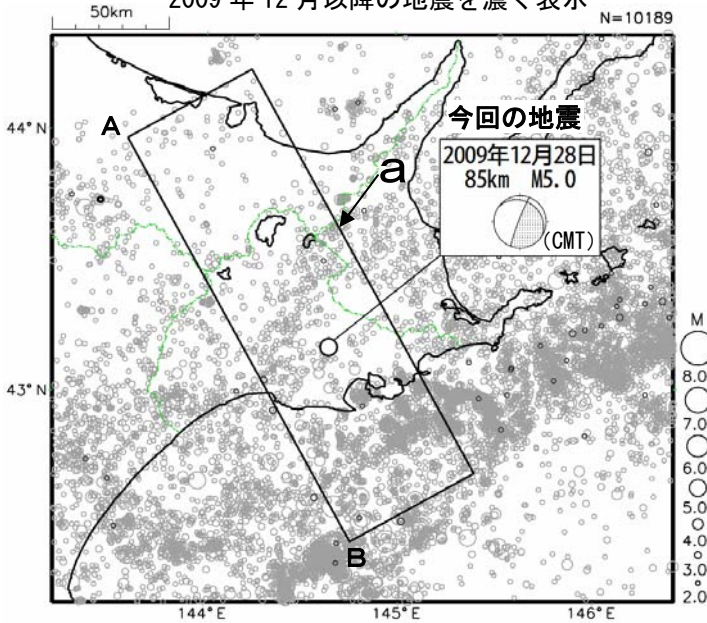 2009 年 12 月以降の地震を濃く表示
50km
N=10189
44°N
A
今回の地震
2009年12月28日
85km M5.0
(CMT)
a
43°N
M
8.0
7.0
6.0
5.0
4.0
3.0
2.0
B
144°E
145°E
146°E